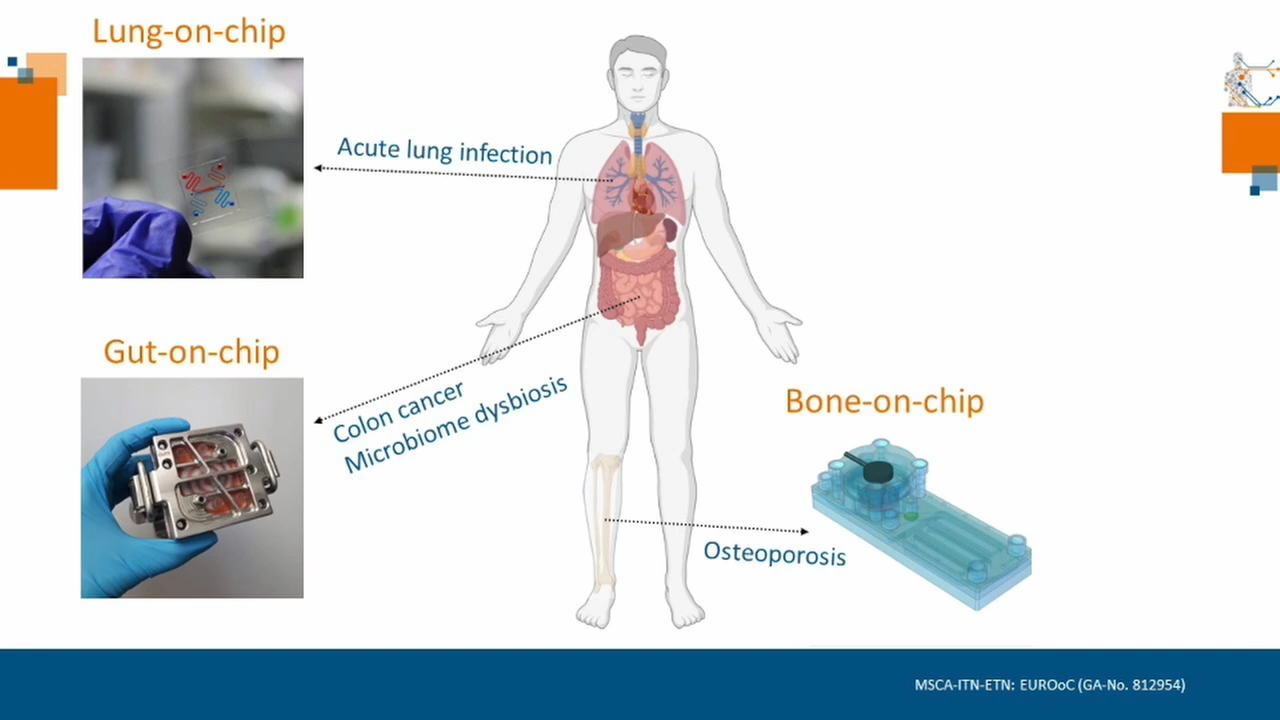 Lung-on-chip
Acute lung infection
Gut-on-chip
Colon cancer
Microbiome dysbiosis
Bone-on-chip
Osteoporosis
MSCA-ITN-ETN: EUROoC (GA-No. 812954)